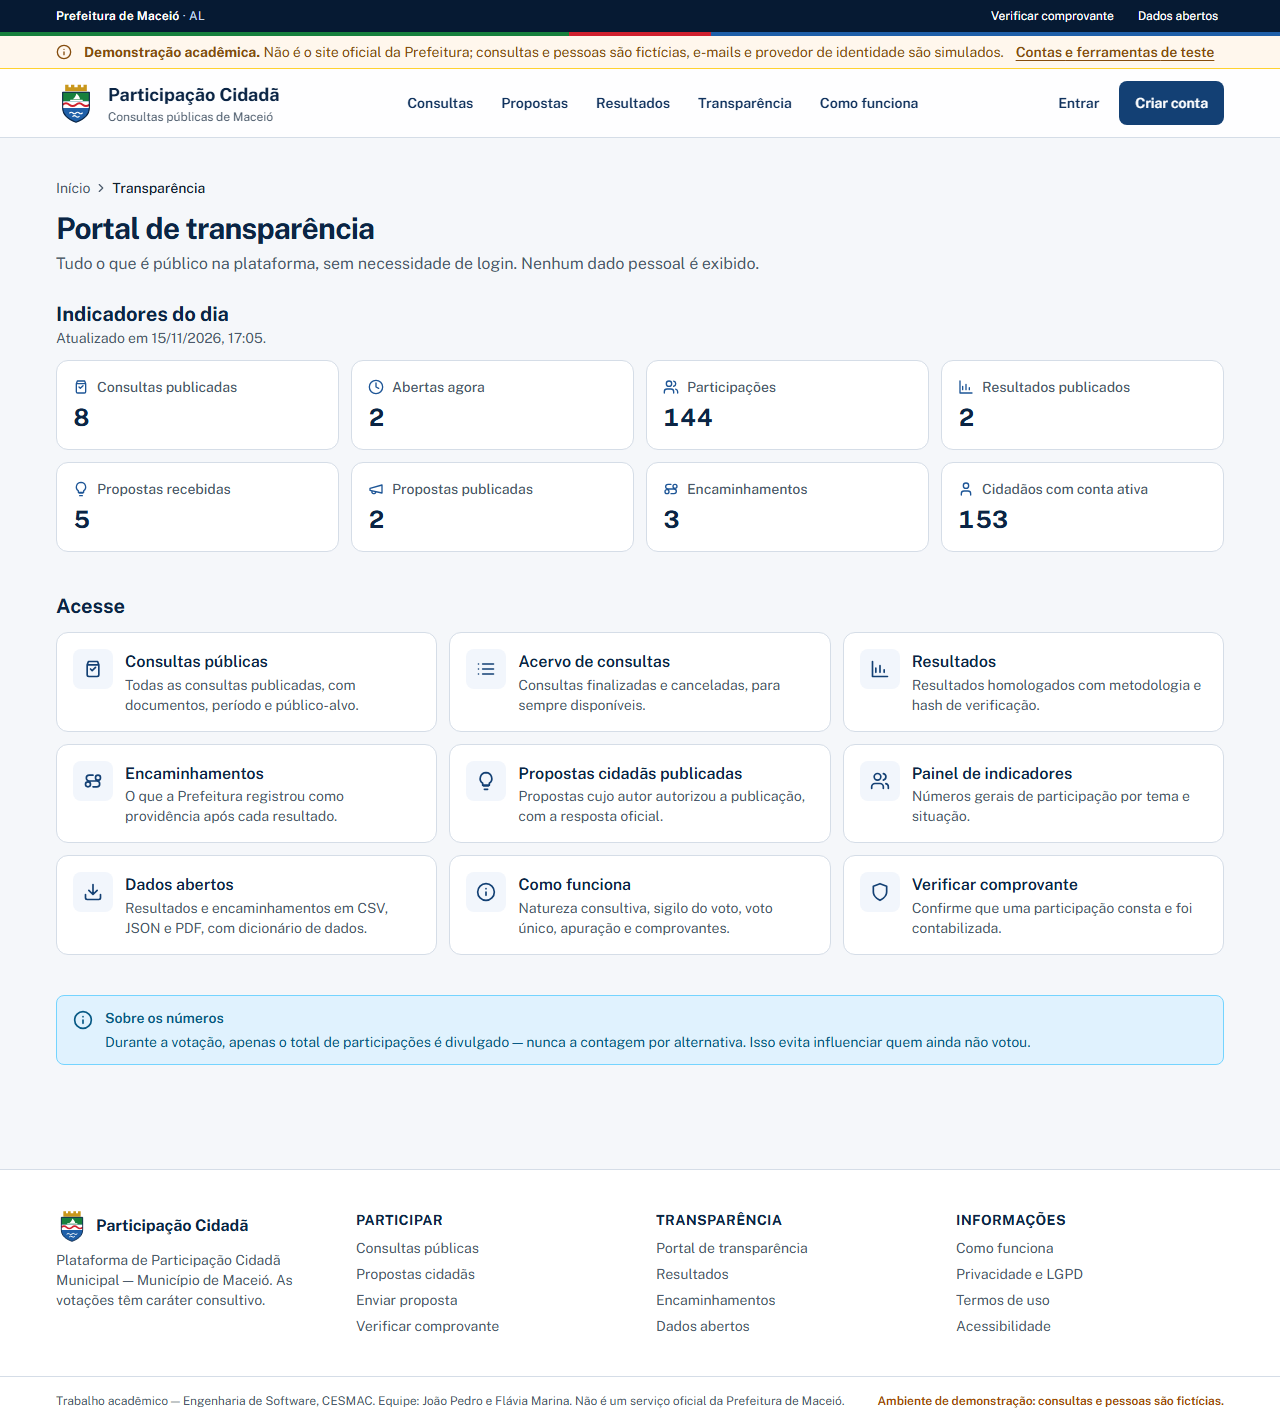 Prefeitura de Maceió · AL
Verificar comprovante
Dados abertos
Demonstração acadêmica. Não é o site oficial da Prefeitura; consultas e pessoas são fictícias, e-mails e provedor de identidade são simulados.
Contas e ferramentas de teste
Participação Cidadã
Consultas públicas de Maceió
Consultas
Propostas
Resultados
Transparência
Como funciona
Entrar
Criar conta
Início
Transparência
Portal de transparência
Tudo o que é público na plataforma, sem necessidade de login. Nenhum dado pessoal é exibido.
Indicadores do dia
Atualizado em 15/11/2026, 17:05.
Consultas publicadas
8
Abertas agora
2
Participações
144
Resultados publicados
2
Propostas recebidas
5
Propostas publicadas
2
Encaminhamentos
3
Cidadãos com conta ativa
153
Acesse
Consultas públicas
Todas as consultas publicadas, com
documentos, período e público-alvo.
Acervo de consultas
Consultas finalizadas e canceladas, para
sempre disponíveis.
Resultados
Resultados homologados com metodologia e
hash de verificação.
Encaminhamentos
O que a Prefeitura registrou como
providência após cada resultado.
Propostas cidadãs publicadas
Propostas cujo autor autorizou a publicação,
com a resposta oficial.
Painel de indicadores
Números gerais de participação por tema e
situação.
Dados abertos
Resultados e encaminhamentos em CSV,
JSON e PDF, com dicionário de dados.
Como funciona
Natureza consultiva, sigilo do voto, voto
único, apuração e comprovantes.
Verificar comprovante
Confirme que uma participação consta e foi
contabilizada.
Sobre os números
Durante a votação, apenas o total de participações é divulgado — nunca a contagem por alternativa. Isso evita influenciar quem ainda não votou.
Participação Cidadã
Plataforma de Participação Cidadã
Municipal — Município de Maceió. As
votações têm caráter consultivo.
PARTICIPAR
Consultas públicas
Propostas cidadãs
Enviar proposta
Verificar comprovante
TRANSPARÊNCIA
Portal de transparência
Resultados
Encaminhamentos
Dados abertos
INFORMAÇÕES
Como funciona
Privacidade e LGPD
Termos de uso
Acessibilidade
Trabalho acadêmico — Engenharia de Software, CESMAC. Equipe: João Pedro e Flávia Marina. Não é um serviço oficial da Prefeitura de Maceió.
Ambiente de demonstração: consultas e pessoas são fictícias.